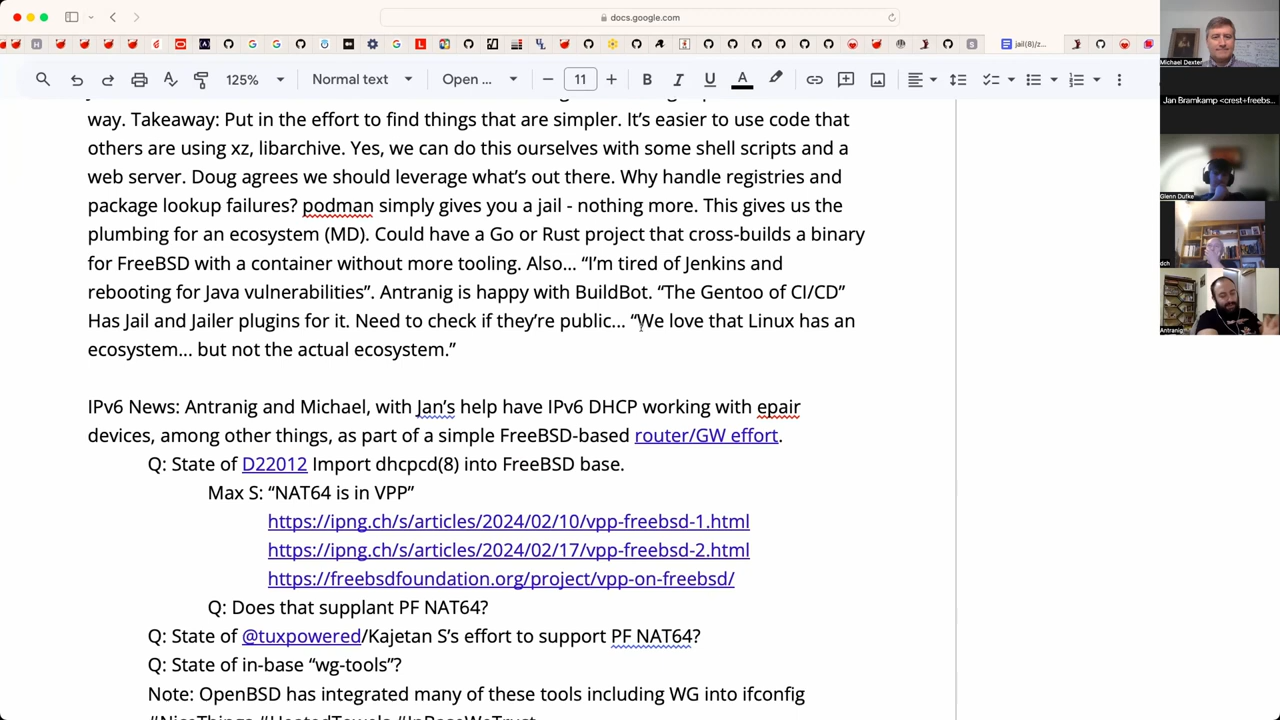 docs.google.com
jail(8)/z...
125%
Normal text
Open ...
11
B I U A
way. Takeaway: Put in the effort to find things that are simpler. It’s easier to use code that
others are using xz, libarchive. Yes, we can do this ourselves with some shell scripts and a
web server. Doug agrees we should leverage what’s out there. Why handle registries and
package lookup failures? podman simply gives you a jail - nothing more. This gives us the
plumbing for an ecosystem (MD). Could have a Go or Rust project that cross-builds a binary
for FreeBSD with a container without more tooling. Also... “I’m tired of Jenkins and
rebooting for Java vulnerabilities”. Antranig is happy with BuildBot. “The Gentoo of CI/CD”
Has Jail and Jailer plugins for it. Need to check if they’re public... “We love that Linux has an
ecosystem... but not the actual ecosystem.”
IPv6 News: Antranig and Michael, with Jan’s help have IPv6 DHCP working with epair
devices, among other things, as part of a simple FreeBSD-based router/GW effort.
Q: State of D22012 Import dhcpcd(8) into FreeBSD base.
Max S: “NAT64 is in VPP”
https://ipng.ch/s/articles/2024/02/10/vpp-freebsd-1.html
https://ipng.ch/s/articles/2024/02/17/vpp-freebsd-2.html
https://freebsdfoundation.org/project/vpp-on-freebsd/
Q: Does that supplant PF NAT64?
Q: State of @tuxpowered/Kajetan S’s effort to support PF NAT64?
Q: State of in-base “wg-tools”?
Note: OpenBSD has integrated many of these tools including WG into ifconfig
#NiceThings #HeatedTowels #InBaseWeTrust
Michael Dexter
Jan Bramkamp <crest+freebs...
Glenn Dufke
dch
Antranig